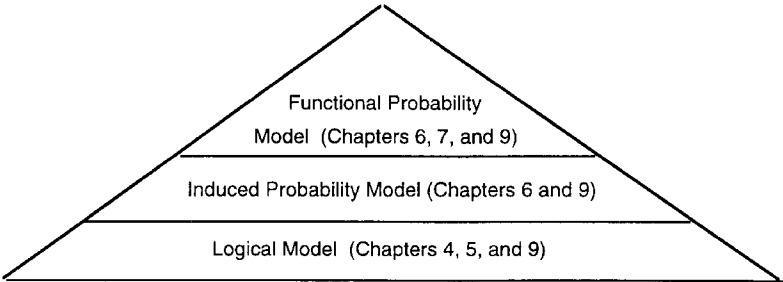 Functional Probability
Model (Chapters 6, 7, and 9)
Induced Probability Model (Chapters 6 and 9)
Logical Model (Chapters 4, 5, and 9)